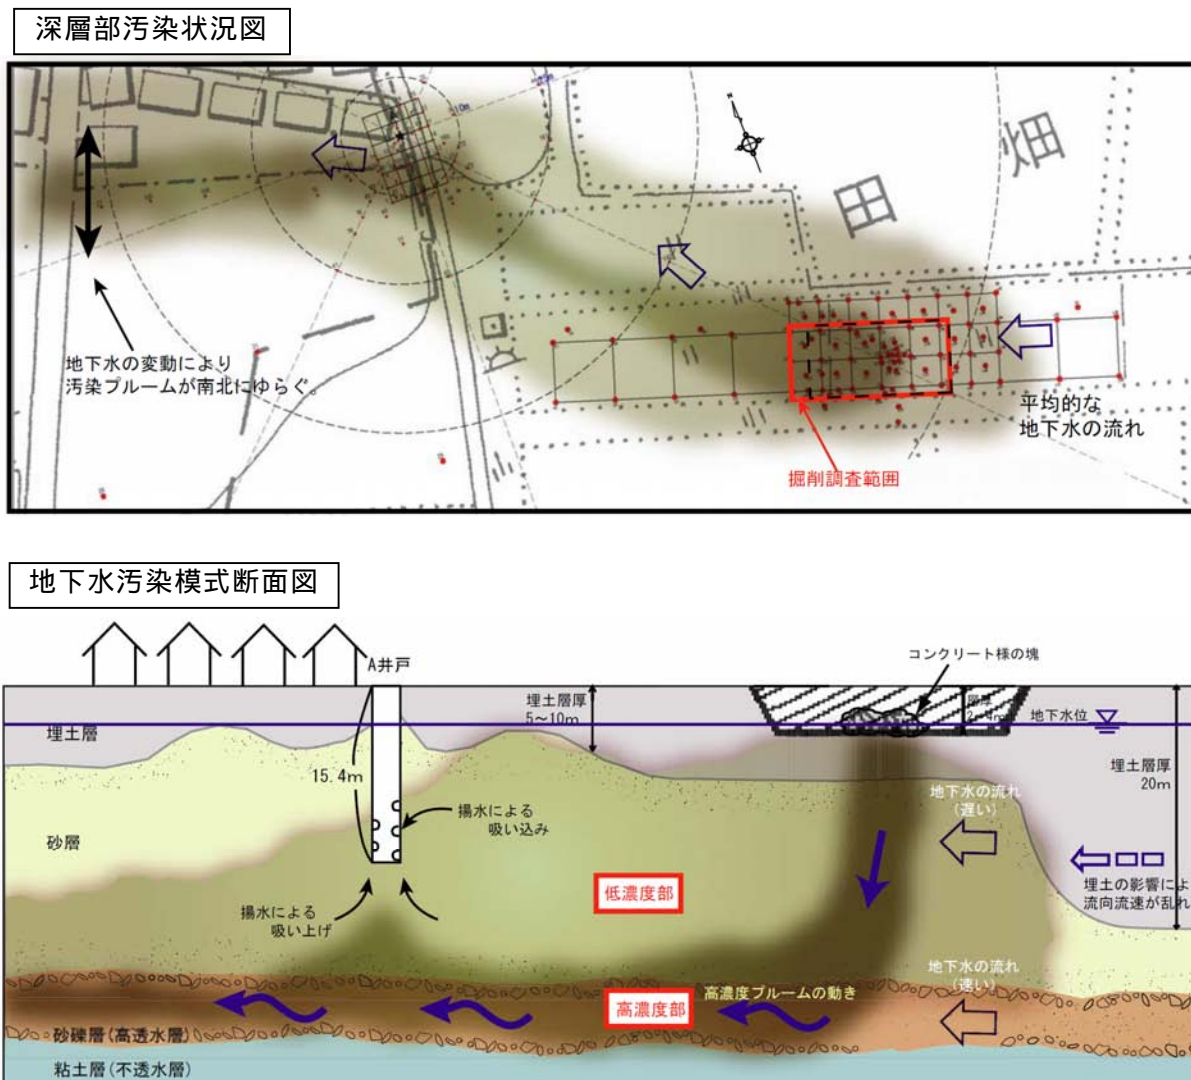 深層部汚染状況図
田
畑
地下水の変動により
汚染プルームが南北にゆらぐ。
平均的な
地下水の流れ
掘削調査範囲
地下水汚染模式断面図
A井戸
コンクリート様の塊
埋土層厚
5～10m
層厚
2～4m
地下水位
埋土層
15.4m
埋土層厚
20m
揚水による
吸い込み
地下水の流れ
(遅い)
砂層
低濃度部
埋土の影響によ
流向流速が乱れ
揚水による
吸い上げ
地下水の流れ
(速い)
高濃度部
高濃度プルームの動き
砂礫層(高透水層)
粘土層(不透水層)